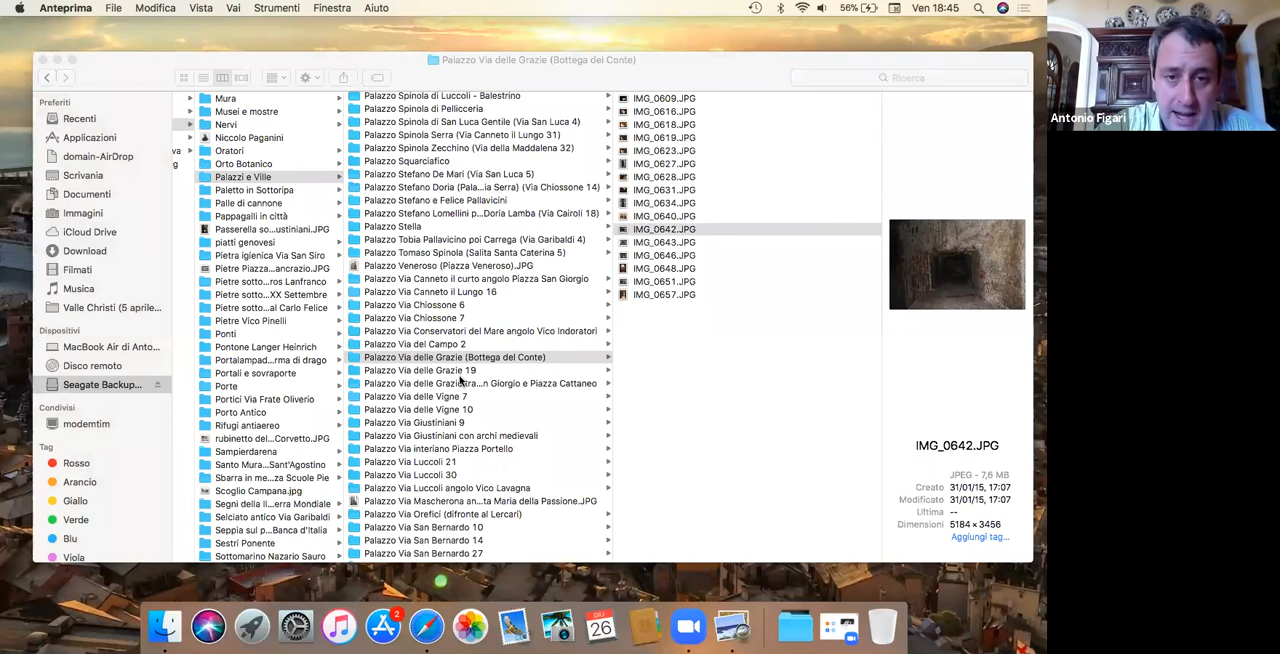 Anteprima File Modifica Vista Vai Strumenti Finestra Aiuto 56% Ven 18:45
Palazzo Via delle Grazie (Bottega del Conte)
Ricerca
Preferiti
Recenti
Applicazioni
domain-AirDrop
Scrivania
Documenti
Immagini
iCloud Drive
Download
Filmati
Musica
Valle Christi (5 aprile...
Dispositivi
MacBook Air di Anto...
Disco remoto
Seagate Backup...
Condivisi
modemtim
Tag
Rosso
Arancio
Giallo
Verde
Blu
Viola
va
g
Mura
Musei e mostre
Nervi
Niccolo Paganini
Oratori
Orto Botanico
Palazzi e Ville
Paletto in Sottoripa
Palle di cannone
Pappagalli in città
Passerella so...ustiniani.JPG
piatti genovesi
Pietra igienica Via San Siro
Pietre Piazza...ancrazio.JPG
Pietre sotto...ros Lanfranco
Pietre sotto...XX Settembre
Pietre sotto...al Carlo Felice
Pietre Vico Pinelli
Ponti
Pontone Langer Heinrich
Portalampad...rma di drago
Portali e sovraporte
Porte
Portici Via Frate Oliverio
Porto Antico
Rifugi antiaereo
rubinetto del...Corvetto.JPG
Sampierdarena
Santo Mura...Sant'Agostino
Sbarra in me...za Scuole Pie
Scoglio Campana.jpg
Segni della II...erra Mondiale
Selciato antico Via Garibaldi
Seppia sul p...Banca d'Italia
Sestri Ponente
Sottomarino Nazario Sauro
Palazzo Spinola di Luccoli - Balestrino
Palazzo Spinola di Pellicceria
Palazzo Spinola di San Luca Gentile (Via San Luca 4)
Palazzo Spinola Serra (Via Canneto il Lungo 31)
Palazzo Spinola Zecchino (Via della Maddalena 32)
Palazzo Squarciafico
Palazzo Stefano De Mari (Via San Luca 5)
Palazzo Stefano Doria (Pala...ia Serra) (Via Chiossone 14)
Palazzo Stefano e Felice Pallavicini
Palazzo Stefano Lomellini p...Doria Lamba (Via Cairoli 18)
Palazzo Stella
Palazzo Tobia Pallavicino poi Carrega (Via Garibaldi 4)
Palazzo Tomaso Spinola (Salita Santa Caterina 5)
Palazzo Veneroso (Piazza Veneroso).JPG
Palazzo Via Canneto il curto angolo Piazza San Giorgio
Palazzo Via Canneto il Lungo 16
Palazzo Via Chiossone 6
Palazzo Via Chiossone 7
Palazzo Via Conservatori del Mare angolo Vico Indoratori
Palazzo Via del Campo 2
Palazzo Via delle Grazie (Bottega del Conte)
Palazzo Via delle Grazie 19
Palazzo Via delle Grazie tra...n Giorgio e Piazza Cattaneo
Palazzo Via delle Vigne 7
Palazzo Via delle Vigne 10
Palazzo Via Giustiniani 9
Palazzo Via Giustiniani con archi medievali
Palazzo Via interiano Piazza Portello
Palazzo Via Luccoli 21
Palazzo Via Luccoli 30
Palazzo Via Luccoli angolo Vico Lavagna
Palazzo Via Mascherona an...ta Maria della Passione.JPG
Palazzo Via Orefici (difronte al Lercari)
Palazzo Via San Bernardo 10
Palazzo Via San Bernardo 14
Palazzo Via San Bernardo 27
IMG_0609.JPG
IMG_0616.JPG
IMG_0618.JPG
IMG_0619.JPG
IMG_0623.JPG
IMG_0627.JPG
IMG_0628.JPG
IMG_0631.JPG
IMG_0634.JPG
IMG_0640.JPG
IMG_0642.JPG
IMG_0643.JPG
IMG_0646.JPG
IMG_0648.JPG
IMG_0651.JPG
IMG_0657.JPG
IMG_0642.JPG
JPEG - 7,6 MB
Creato 31/01/15, 17:07
Modificato 31/01/15, 17:07
Ultima --
Dimensioni 5184 × 3456
Aggiungi tag...
Antonio Figari
2
GIU
26